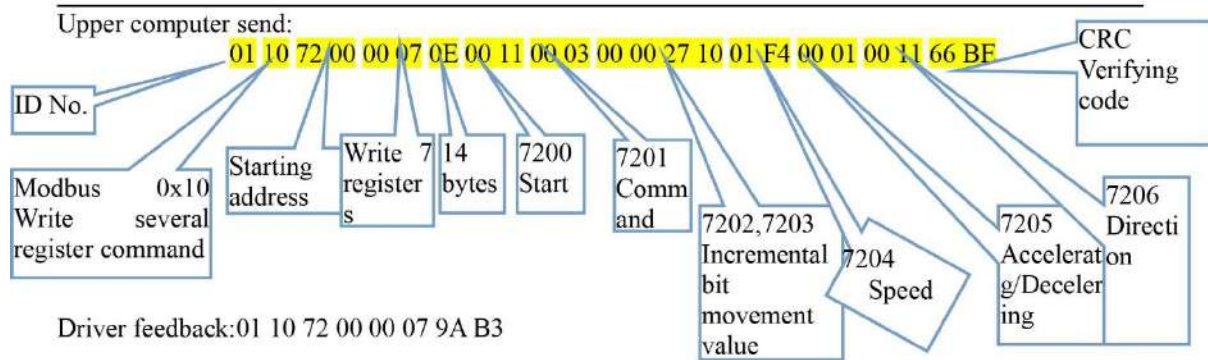 Upper computer send:
01 10 72 00 00 07 0E 00 11 00 03 00 00 27 10 01 F4 00 01 00 11 66 BE
CRC
Verifying
code
ID No.
Modbus 0x10
Write several
register command
Starting
address
Write 7
register
s
14
bytes
7200
Start
7201
Comm
and
7202,7203
Incremental
bit
movement
value
7204
Speed
7205
Accelerat
g/Deceler
ing
7206
Directi
on
Driver feedback:01 10 72 00 00 07 9A B3